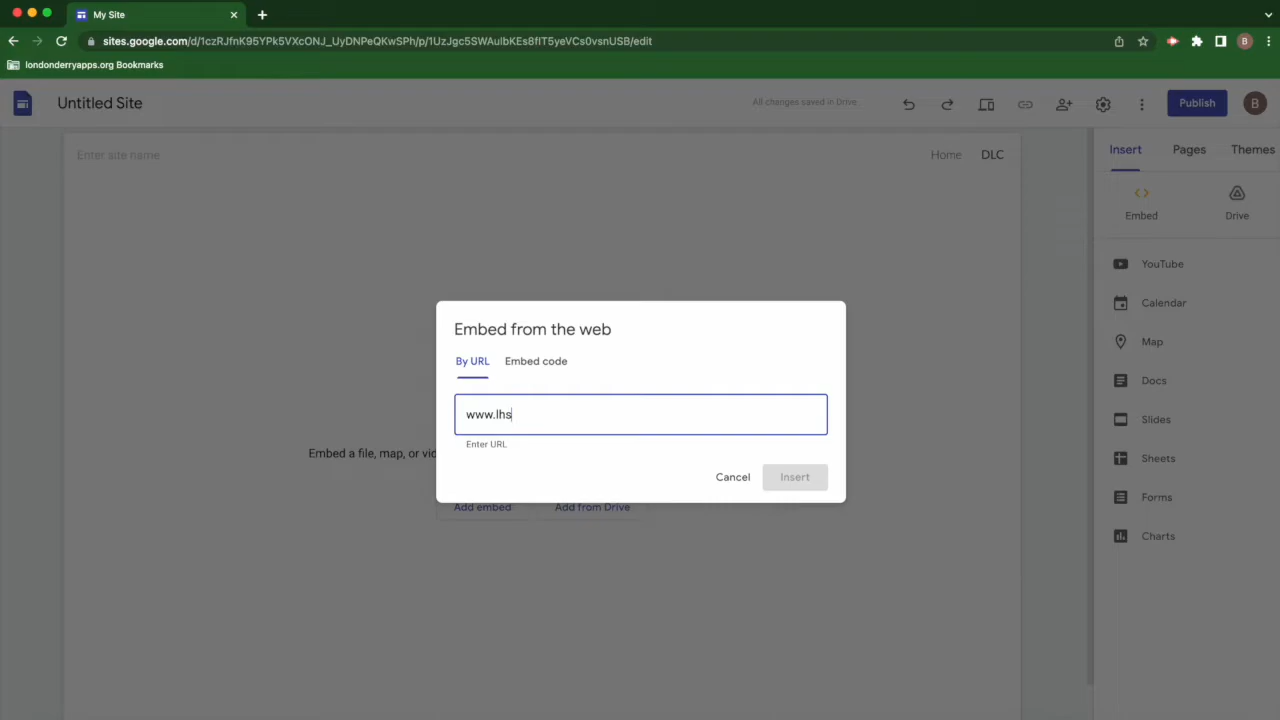 My Site
sites.google.com/d/1czRJfnK95YPk5VXcONJ_UyDNPeQKwSPh/p/1UzJgc5SWAulbKEs8fIT5yeVCs0vsnUSB/edit
B
londonderryapps.org Bookmarks
Untitled Site
All changes saved in Drive
Publish
B
Enter site name
Home
DLC
Insert
Pages
Themes
Embed
Drive
YouTube
Calendar
Map
Docs
Slides
Sheets
Forms
Charts
Embed from the web
By URL
Embed code
www.lhs
Enter URL
Cancel
Insert
Embed a file, map, or vid
Add embed
Add from Drive